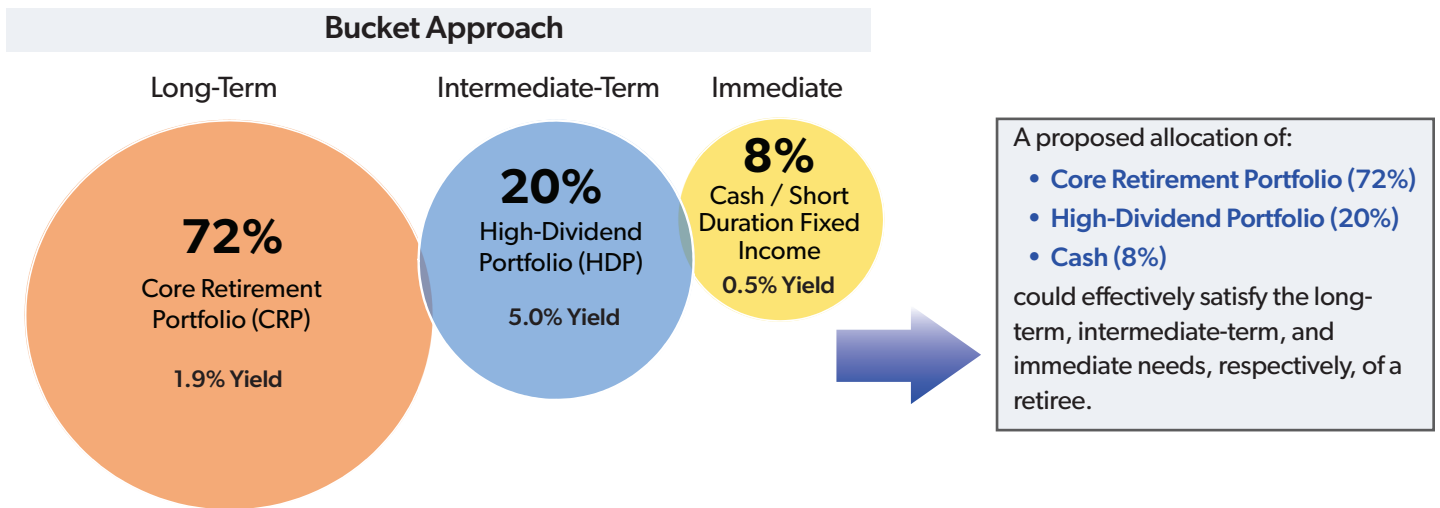 Bucket Approach
Long-Term
72%
Core Retirement
Portfolio (CRP)
1.9% Yield
Intermediate-Term
20%
High-Dividend
Portfolio (HDP)
5.0% Yield
Immediate
8%
Cash / Short
Duration Fixed
Income
0.5% Yield
A proposed allocation of:
• Core Retirement Portfolio (72%)
• High-Dividend Portfolio (20%)
• Cash (8%)
could effectively satisfy the long-
term, intermediate-term, and
immediate needs, respectively, of a
retiree.